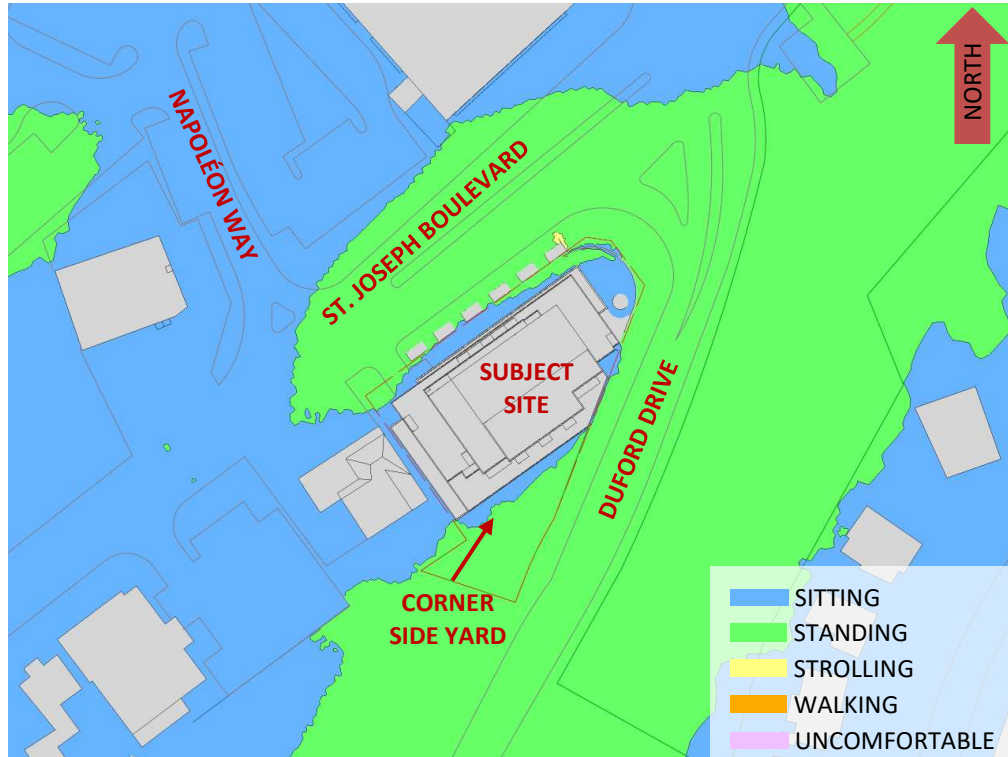 NORTH
NAPOLÉON WAY
ST. JOSEPH BOULEVARD
SUBJECT
SITE
DUFORD DRIVE
CORNER
SIDE YARD
SITTING
STANDING
STROLLING
WALKING
UNCOMFORTABLE